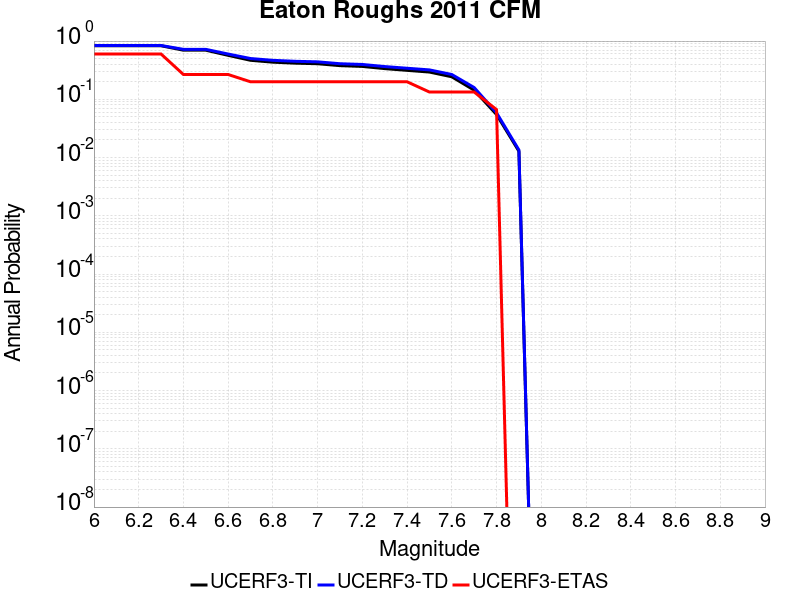 Eaton Roughs 2011 CFM
10^0
10^-1
10^-2
10^-3
10^-4
10^-5
10^-6
10^-7
10^-8
Annual Probability
6 6.2 6.4 6.6 6.8 7 7.2 7.4 7.6 7.8 8 8.2 8.4 8.6 8.8 9
Magnitude
UCERF3-TI UCERF3-TD UCERF3-ETAS